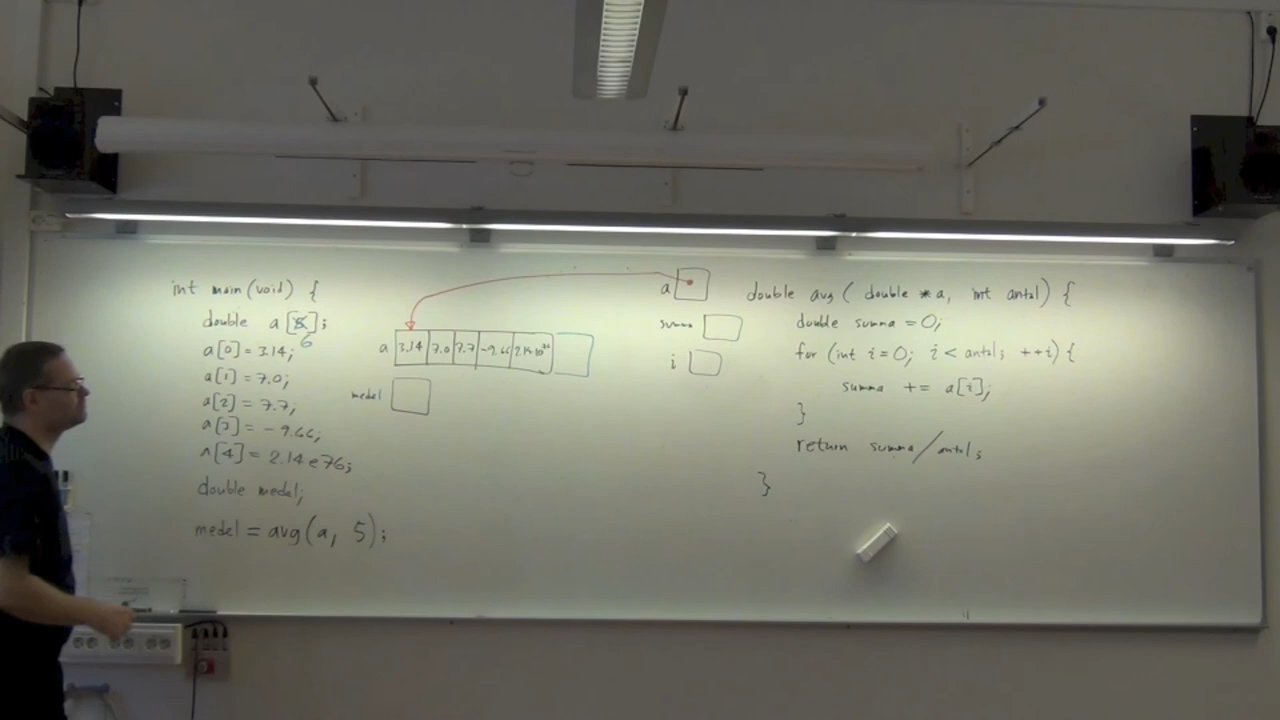 int main(void) {
double a[5];
6
a[0] = 3.14;
a[1] = 7.0;
a[2] = 7.7;
a[3] = -9.66;
a[4] = 2.14e76;
double medel;
medel = avg(a, 5);
a 3.14 7.0 7.7 -9.66 2.14·10⁷⁶
medel
a
summa
i
double avg( double *a, int antal) {
double summa = 0;
for (int i=0; i < antal; ++i) {
summa += a[i];
}
return summa/antal;
}